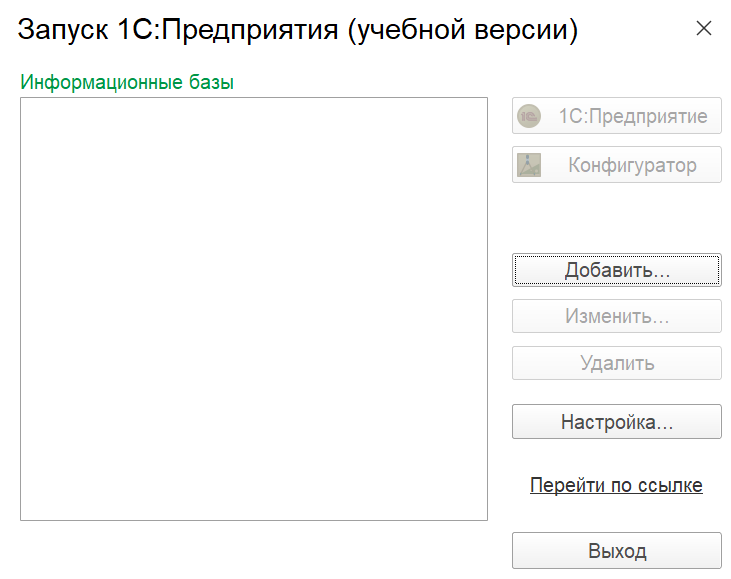 Запуск 1С:Предприятия (учебной версии)
Информационные базы
1С:Предприятие
Конфигуратор
Добавить...
Изменить...
Удалить
Настройка...
Перейти по ссылке
Выход